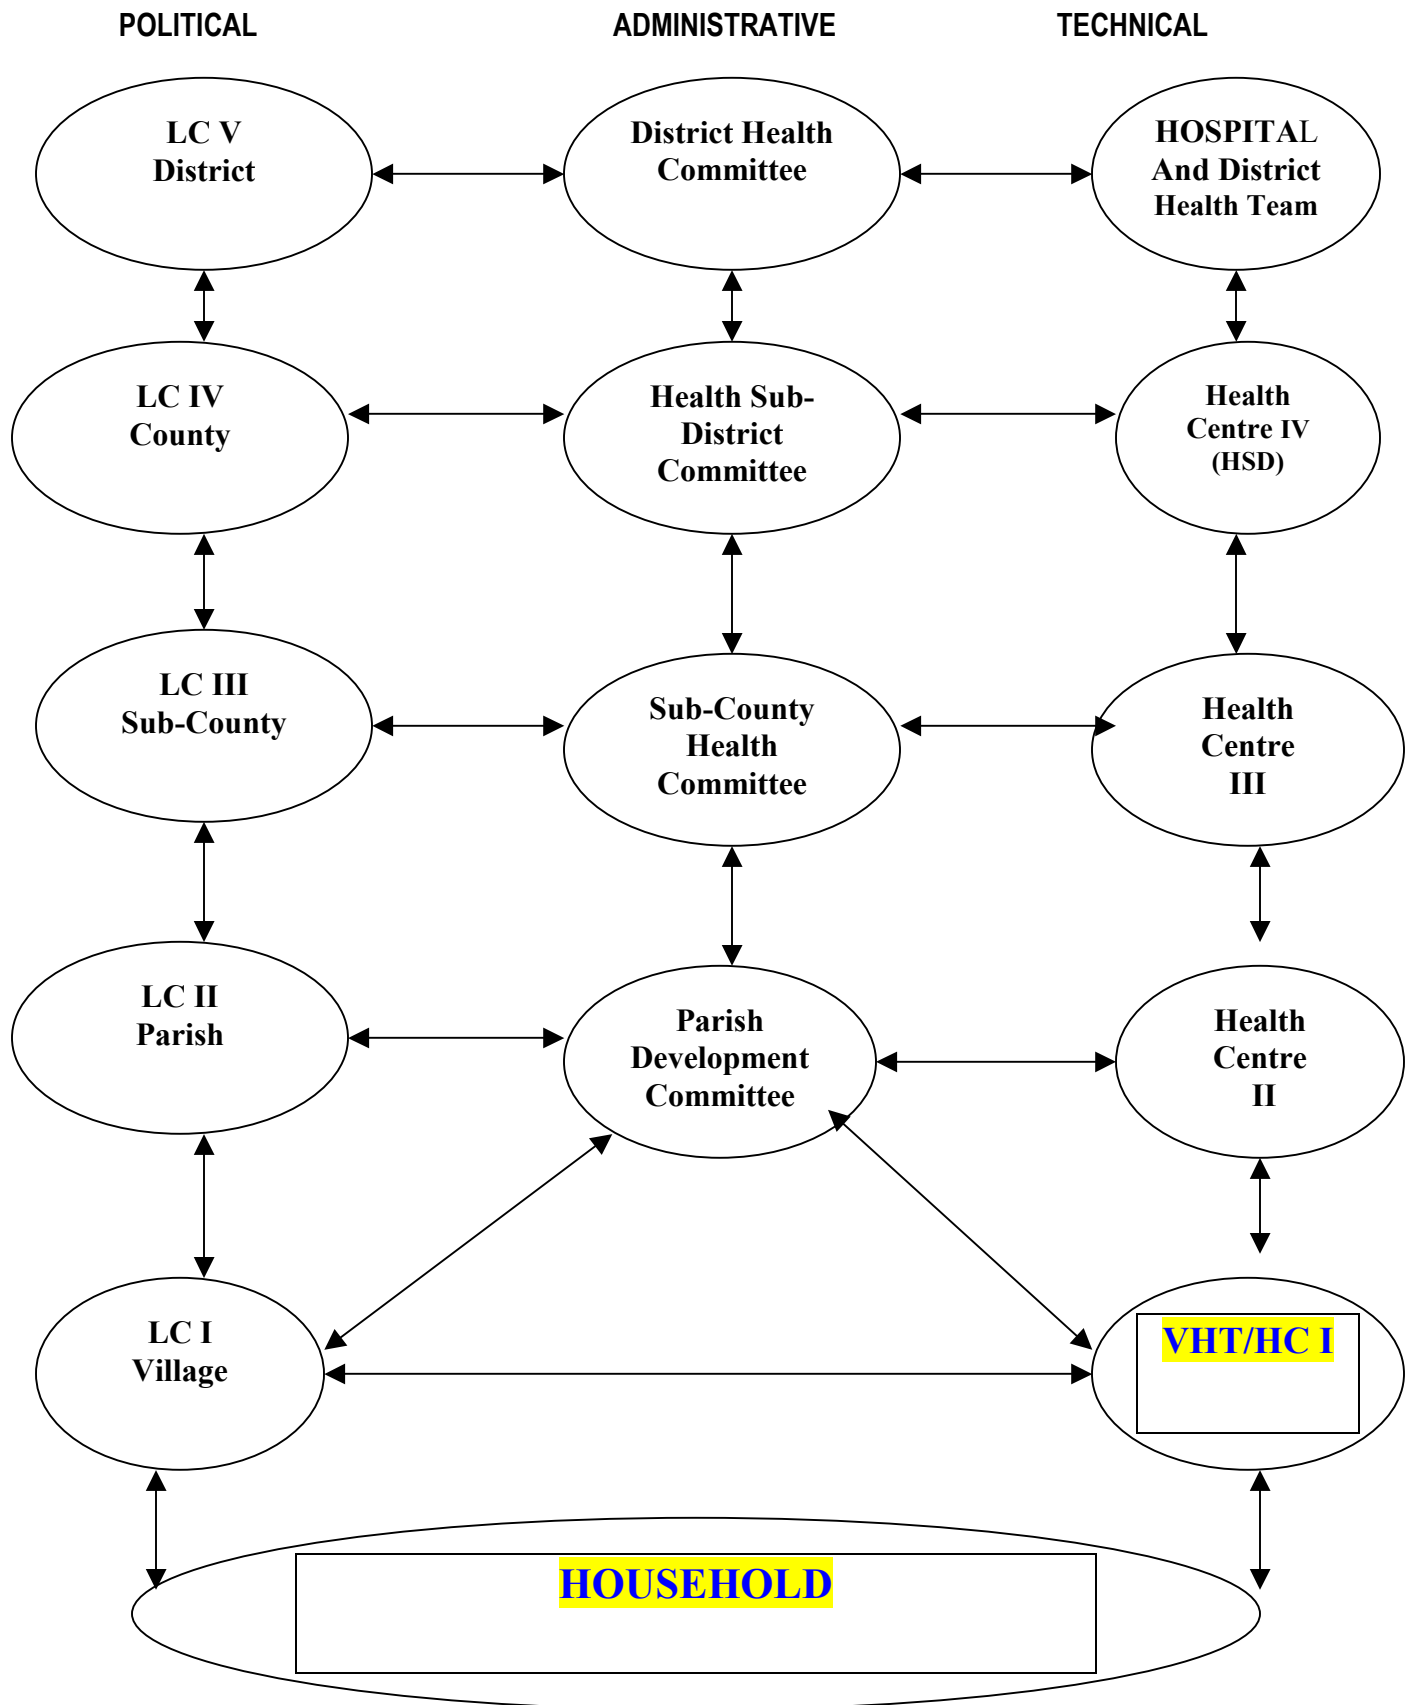 POLITICAL ADMINISTRATIVE TECHNICAL
LC V
District
District Health
Committee
HOSPITAL
And District
Health Team
LC IV
County
Health Sub-
District
Committee
Health
Centre IV
(HSD)
LC III
Sub-County
Sub-County
Health
Committee
Health
Centre
III
LC II
Parish
Parish
Development
Committee
Health
Centre
II
LC I
Village
VHT/HC I
HOUSEHOLD